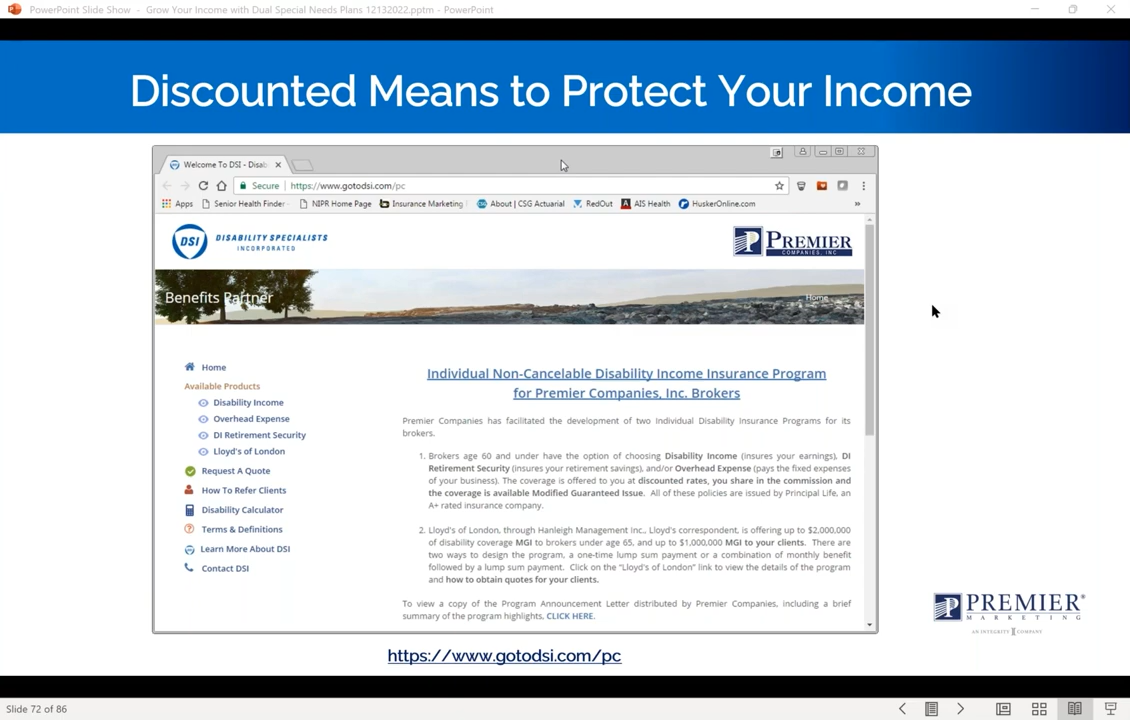 PowerPoint Slide Show - Grow Your Income with Dual Special Needs Plans 12132022.pptm - PowerPoint
Discounted Means to Protect Your Income
Welcome To DSI - Disab
Secure https://www.gotodsi.com/pc
Apps Senior Health Finder NIPR Home Page Insurance Marketing About | CSG Actuarial RedOut AIS Health HuskerOnline.com »
DSI DISABILITY SPECIALISTS
INCORPORATED
PREMIER
COMPANIES, INC
Benefits Partner
Home
Home
Available Products
Disability Income
Overhead Expense
DI Retirement Security
Lloyd's of London
Request A Quote
How To Refer Clients
Disability Calculator
Terms & Definitions
Learn More About DSI
Contact DSI
Individual Non-Cancelable Disability Income Insurance Program
for Premier Companies, Inc. Brokers
Premier Companies has facilitated the development of two Individual Disability Insurance Programs for its
brokers.
1. Brokers age 60 and under have the option of choosing Disability Income (insures your earnings), DI
Retirement Security (insures your retirement savings), and/or Overhead Expense (pays the fixed expenses
of your business). The coverage is offered to you at discounted rates, you share in the commission and
the coverage is available Modified Guaranteed Issue. All of these policies are issued by Principal Life, an
A+ rated insurance company.
2. Lloyd's of London, through Hanleigh Management Inc., Lloyd's correspondent, is offering up to $2,000,000
of disability coverage MGI to brokers under age 65, and up to $1,000,000 MGI to your clients. There are
two ways to design the program, a one-time lump sum payment or a combination of monthly benefit
followed by a lump sum payment. Click on the "Lloyd's of London" link to view the details of the program
and how to obtain quotes for your clients.
To view a copy of the Program Announcement Letter distributed by Premier Companies, including a brief
summary of the program highlights, CLICK HERE.
PREMIER®
MARKETING
AN INTEGRITY COMPANY
https://www.gotodsi.com/pc
Slide 72 of 86